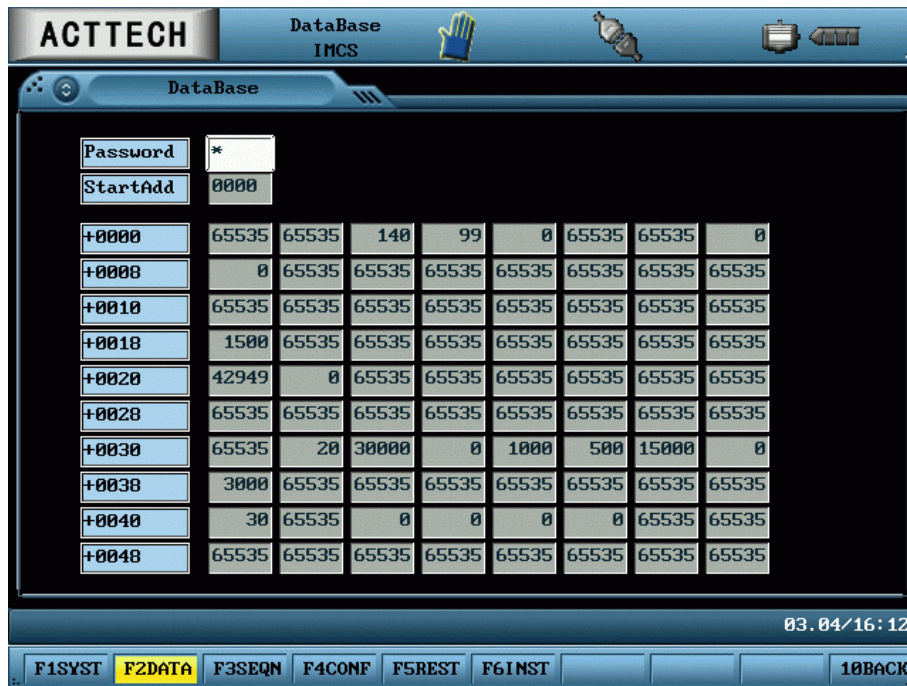 ACTTECH
DataBase
IMCS
DataBase
Password *
StartAdd 0000
+0000 65535 65535 140 99 0 65535 65535 0
+0008 0 65535 65535 65535 65535 65535 65535 65535
+0010 65535 65535 65535 65535 65535 65535 65535 65535
+0018 1500 65535 65535 65535 65535 65535 65535 65535
+0020 42949 0 65535 65535 65535 65535 65535 65535
+0028 65535 65535 65535 65535 65535 65535 65535 65535
+0030 65535 20 30000 0 1000 500 15000 0
+0038 3000 65535 65535 65535 65535 65535 65535 65535
+0040 30 65535 0 0 0 0 65535 65535
+0048 65535 65535 65535 65535 65535 65535 65535 65535
03.04/16:12
F1SYST F2DATA F3SEQN F4CONF F5REST F6INST 10BACK